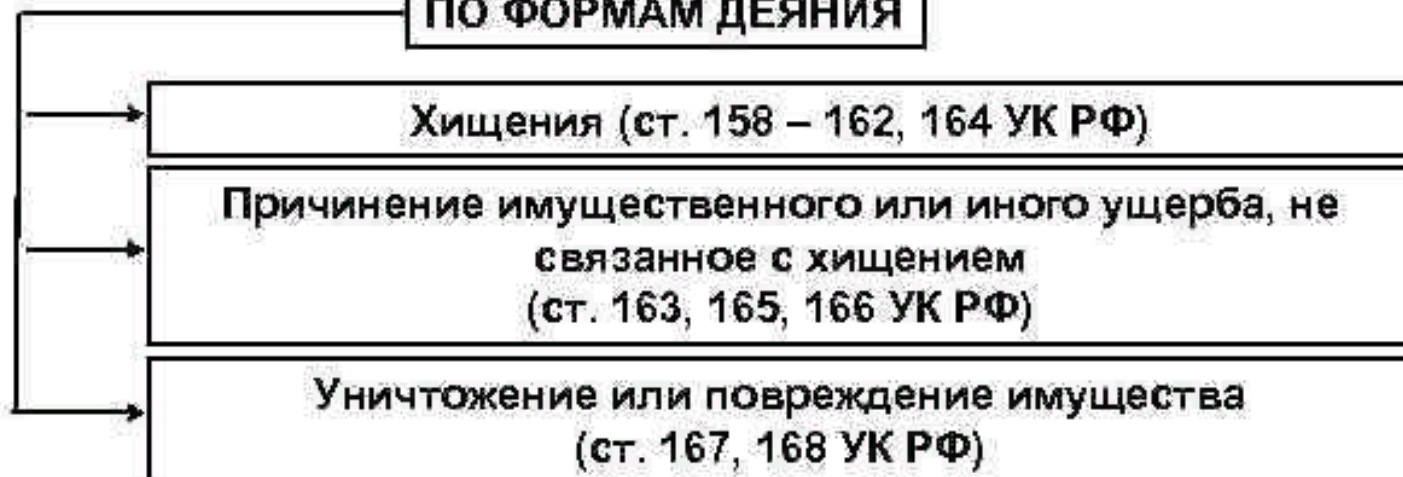 ПО ФОРМАМ ДЕЯНИЯ
Хищения (ст. 158 – 162, 164 УК РФ)
Причинение имущественного или иного ущерба, не
связанное с хищением
(ст. 163, 165, 166 УК РФ)
Уничтожение или повреждение имущества
(ст. 167, 168 УК РФ)